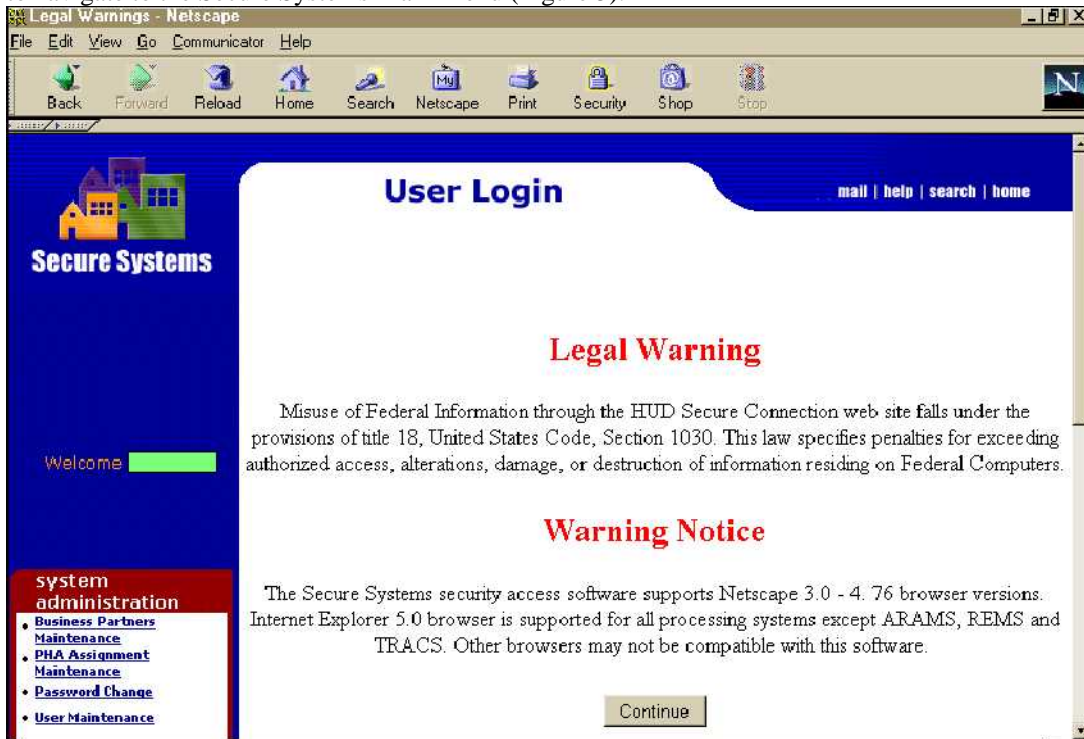 Legal Warnings - Netscape
File Edit View Go Communicator Help
Back Forward Reload Home Search Netscape Print Security Shop Stop
My
N
User Login
mail | help | search | home
Secure Systems
Legal Warning
Misuse of Federal Information through the HUD Secure Connection web site falls under the
provisions of title 18, United States Code, Section 1030. This law specifies penalties for exceeding
authorized access, alterations, damage, or destruction of information residing on Federal Computers.
Welcome
Warning Notice
The Secure Systems security access software supports Netscape 3.0 - 4. 76 browser versions.
Internet Explorer 5.0 browser is supported for all processing systems except ARAMS, REMS and
TRACS. Other browsers may not be compatible with this software.
Continue
system
administration
Business Partners
Maintenance
PHA Assignment
Maintenance
Password Change
User Maintenance